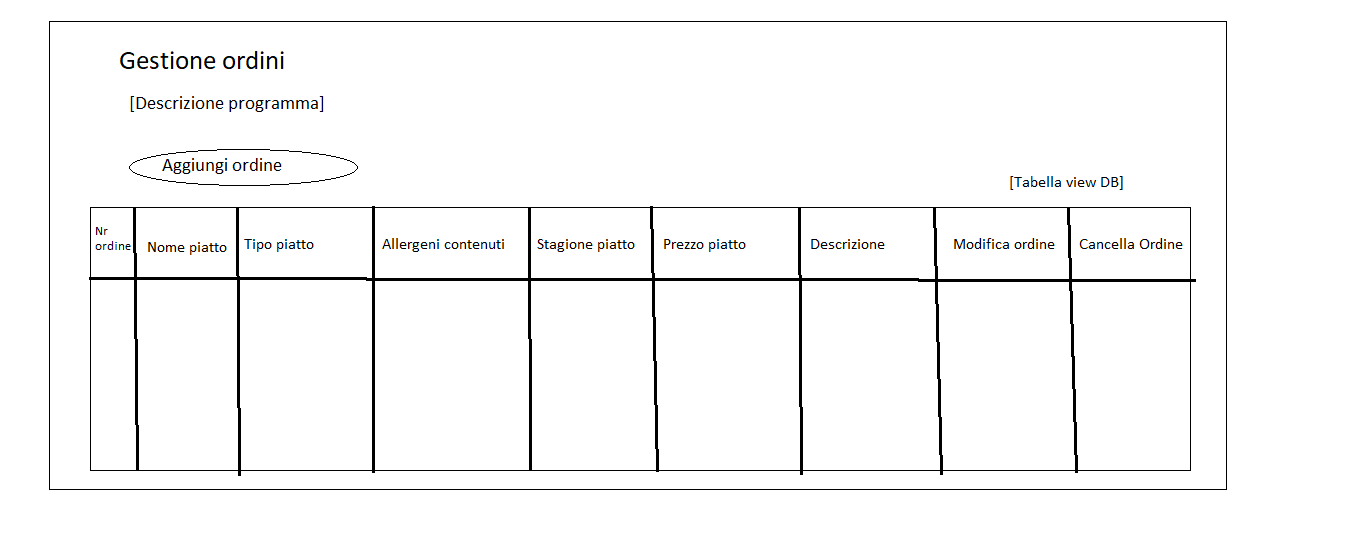 Gestione ordini
[Descrizione programma]
Aggiungi ordine
[Tabella view DB]
Nr
ordine
Nome piatto
Tipo piatto
Allergeni contenuti
Stagione piatto
Prezzo piatto
Descrizione
Modifica ordine
Cancella Ordine